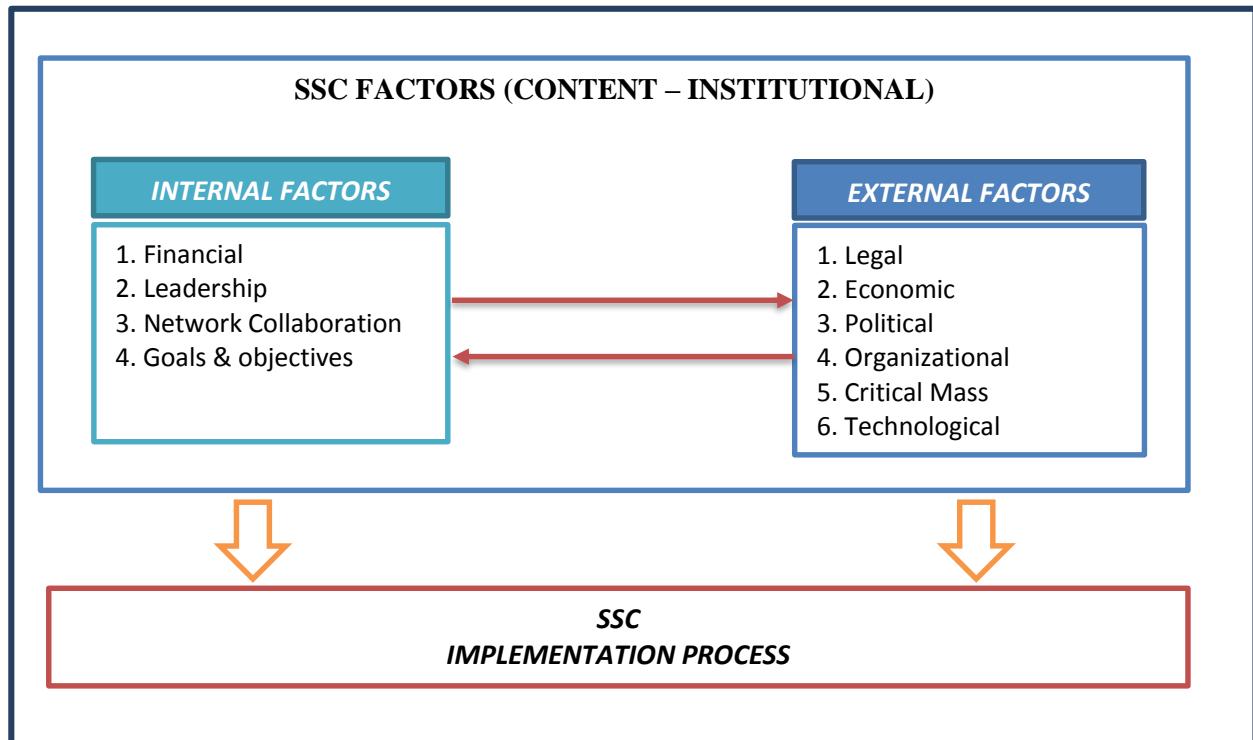 SSC FACTORS (CONTENT – INSTITUTIONAL)
INTERNAL FACTORS
1. Financial
2. Leadership
3. Network Collaboration
4. Goals & objectives
EXTERNAL FACTORS
1. Legal
2. Economic
3. Political
4. Organizational
5. Critical Mass
6. Technological
SSC
IMPLEMENTATION PROCESS